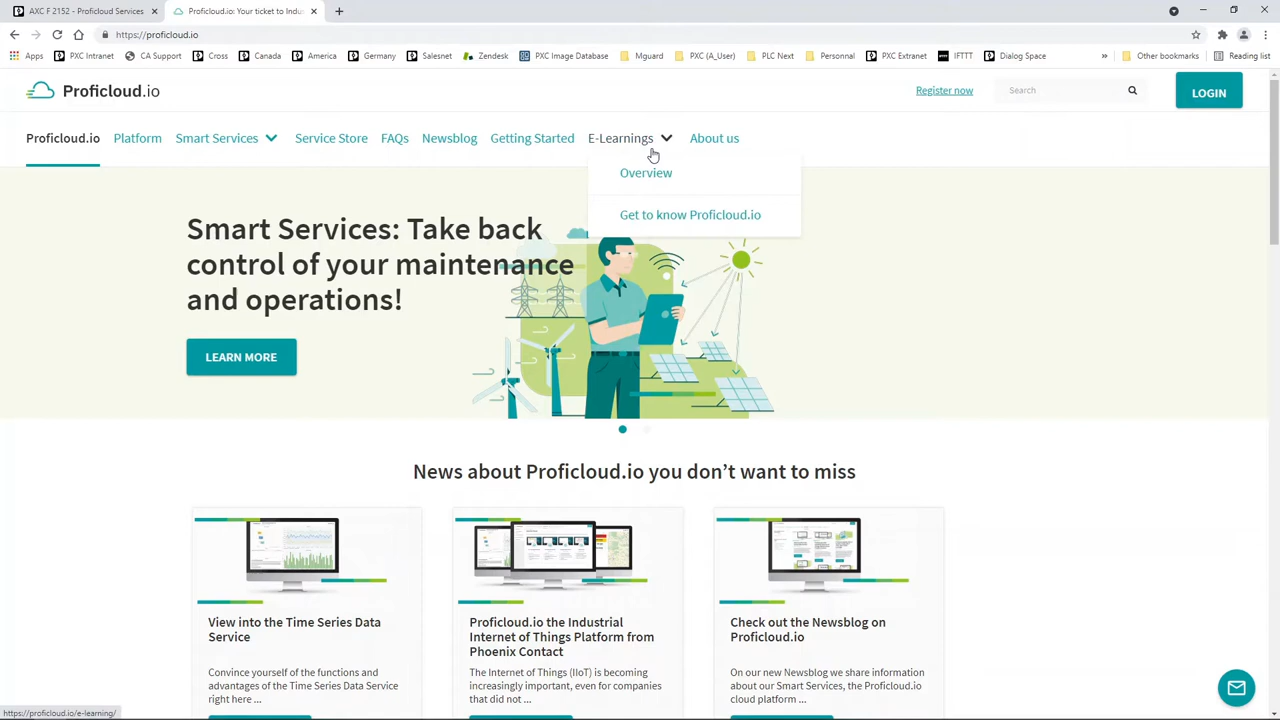 AXC F 2152 - Proficloud Services
Proficloud.io: Your ticket to Indus
https://proficloud.io
Apps PXC Intranet CA Support Cross Canada America Germany Salesnet Zendesk PXC Image Database Mguard PXC (A_User) PLC Next Personnal PXC Extranet IFTTT Dialog Space » Other bookmarks Reading list
Proficloud.io
Register now
Search
LOGIN
Proficloud.io Platform Smart Services Service Store FAQs Newsblog Getting Started E-Learnings About us
Overview
Get to know Proficloud.io
Smart Services: Take back
control of your maintenance
and operations!
LEARN MORE
News about Proficloud.io you don't want to miss
View into the Time Series Data
Service
Convince yourself of the functions and
advantages of the Time Series Data Service
right here ...
Proficloud.io the Industrial
Internet of Things Platform from
Phoenix Contact
The Internet of Things (IIoT) is becoming
increasingly important, even for companies
that did not ...
Check out the Newsblog on
Proficloud.io
On our new Newsblog we share information
about our Smart Services, the Proficloud.io
cloud platform ...
https://proficloud.io/e-learning/